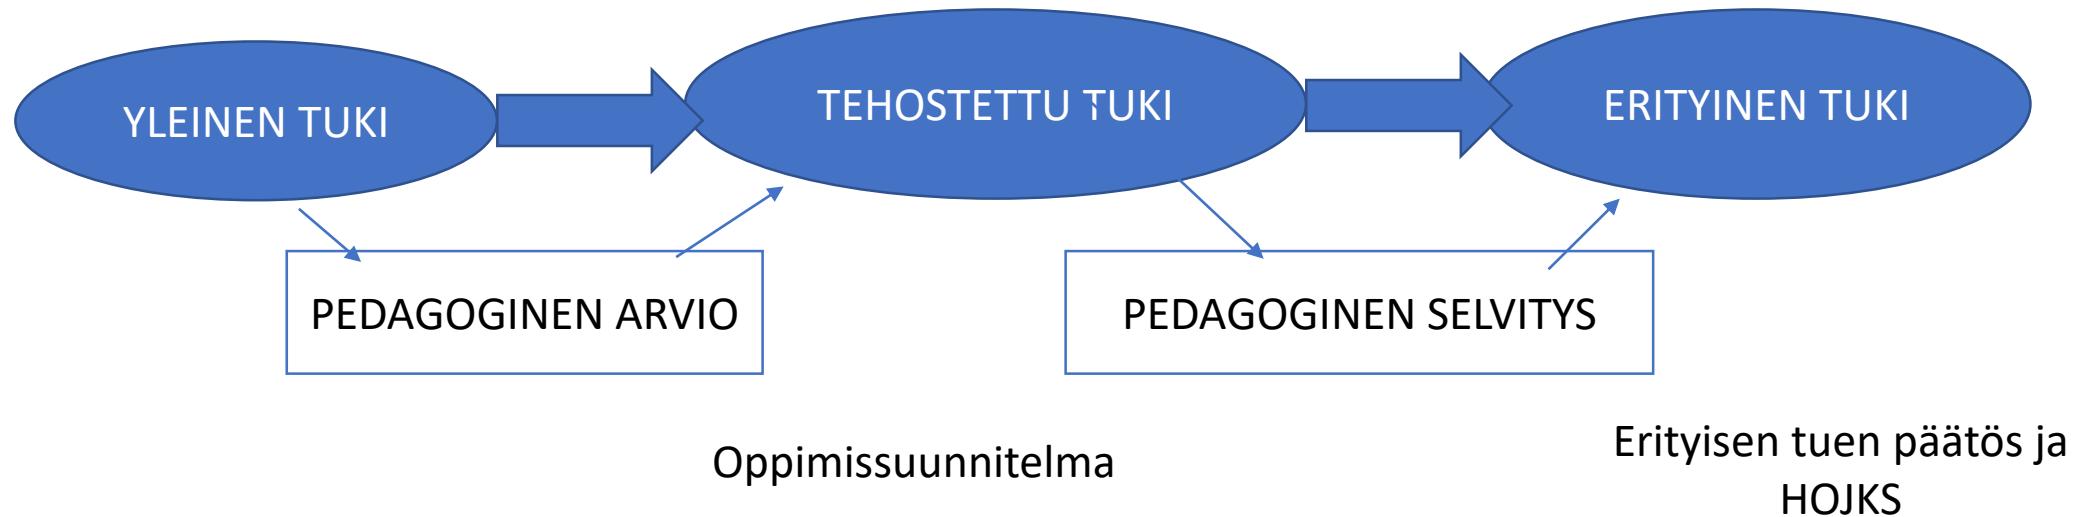 YLEINEN TUKI
TEHOSTETTU TUKI
ERITYINEN TUKI
PEDAGOGINEN ARVIO
PEDAGOGINEN SELVITYS
Oppimissuunnitelma
Erityisen tuen päätös ja
HOJKS